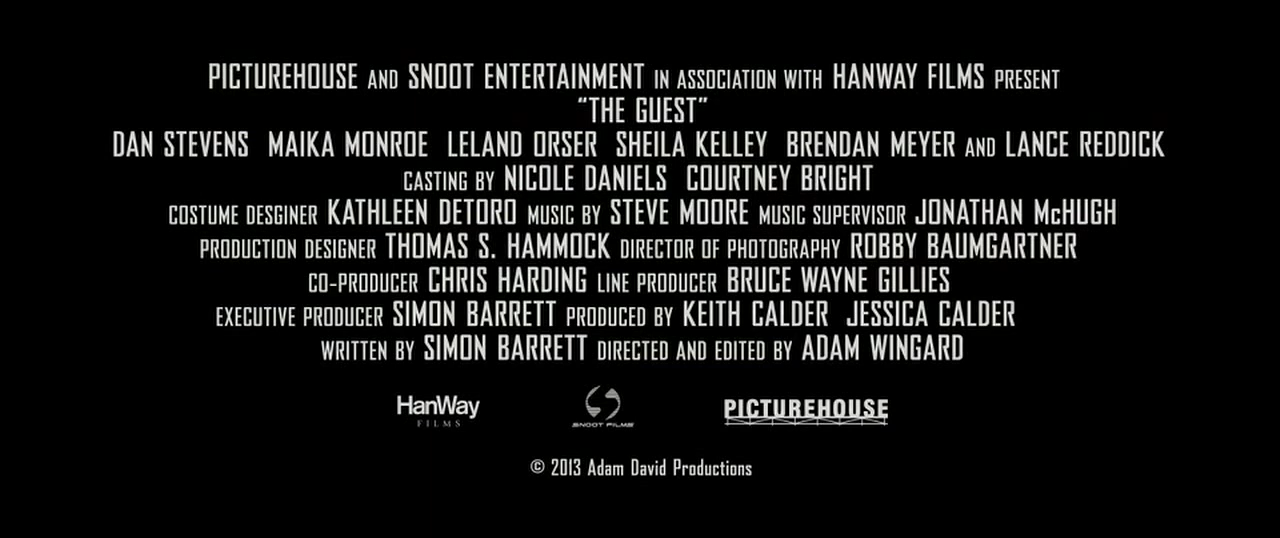 PICTUREHOUSE AND SNOOT ENTERTAINMENT IN ASSOCIATION WITH HANWAY FILMS PRESENT
“THE GUEST”
DAN STEVENS MAIKA MONROE LELAND ORSER SHEILA KELLEY BRENDAN MEYER AND LANCE REDDICK
CASTING BY NICOLE DANIELS COURTNEY BRIGHT
COSTUME DESGINER KATHLEEN DETORO MUSIC BY STEVE MOORE MUSIC SUPERVISOR JONATHAN McHUGH
PRODUCTION DESIGNER THOMAS S. HAMMOCK DIRECTOR OF PHOTOGRAPHY ROBBY BAUMGARTNER
CO-PRODUCER CHRIS HARDING LINE PRODUCER BRUCE WAYNE GILLIES
EXECUTIVE PRODUCER SIMON BARRETT PRODUCED BY KEITH CALDER JESSICA CALDER
WRITTEN BY SIMON BARRETT DIRECTED AND EDITED BY ADAM WINGARD
HanWay
FILMS
SNOOT FILMS
PICTUREHOUSE
© 2013 Adam David Productions